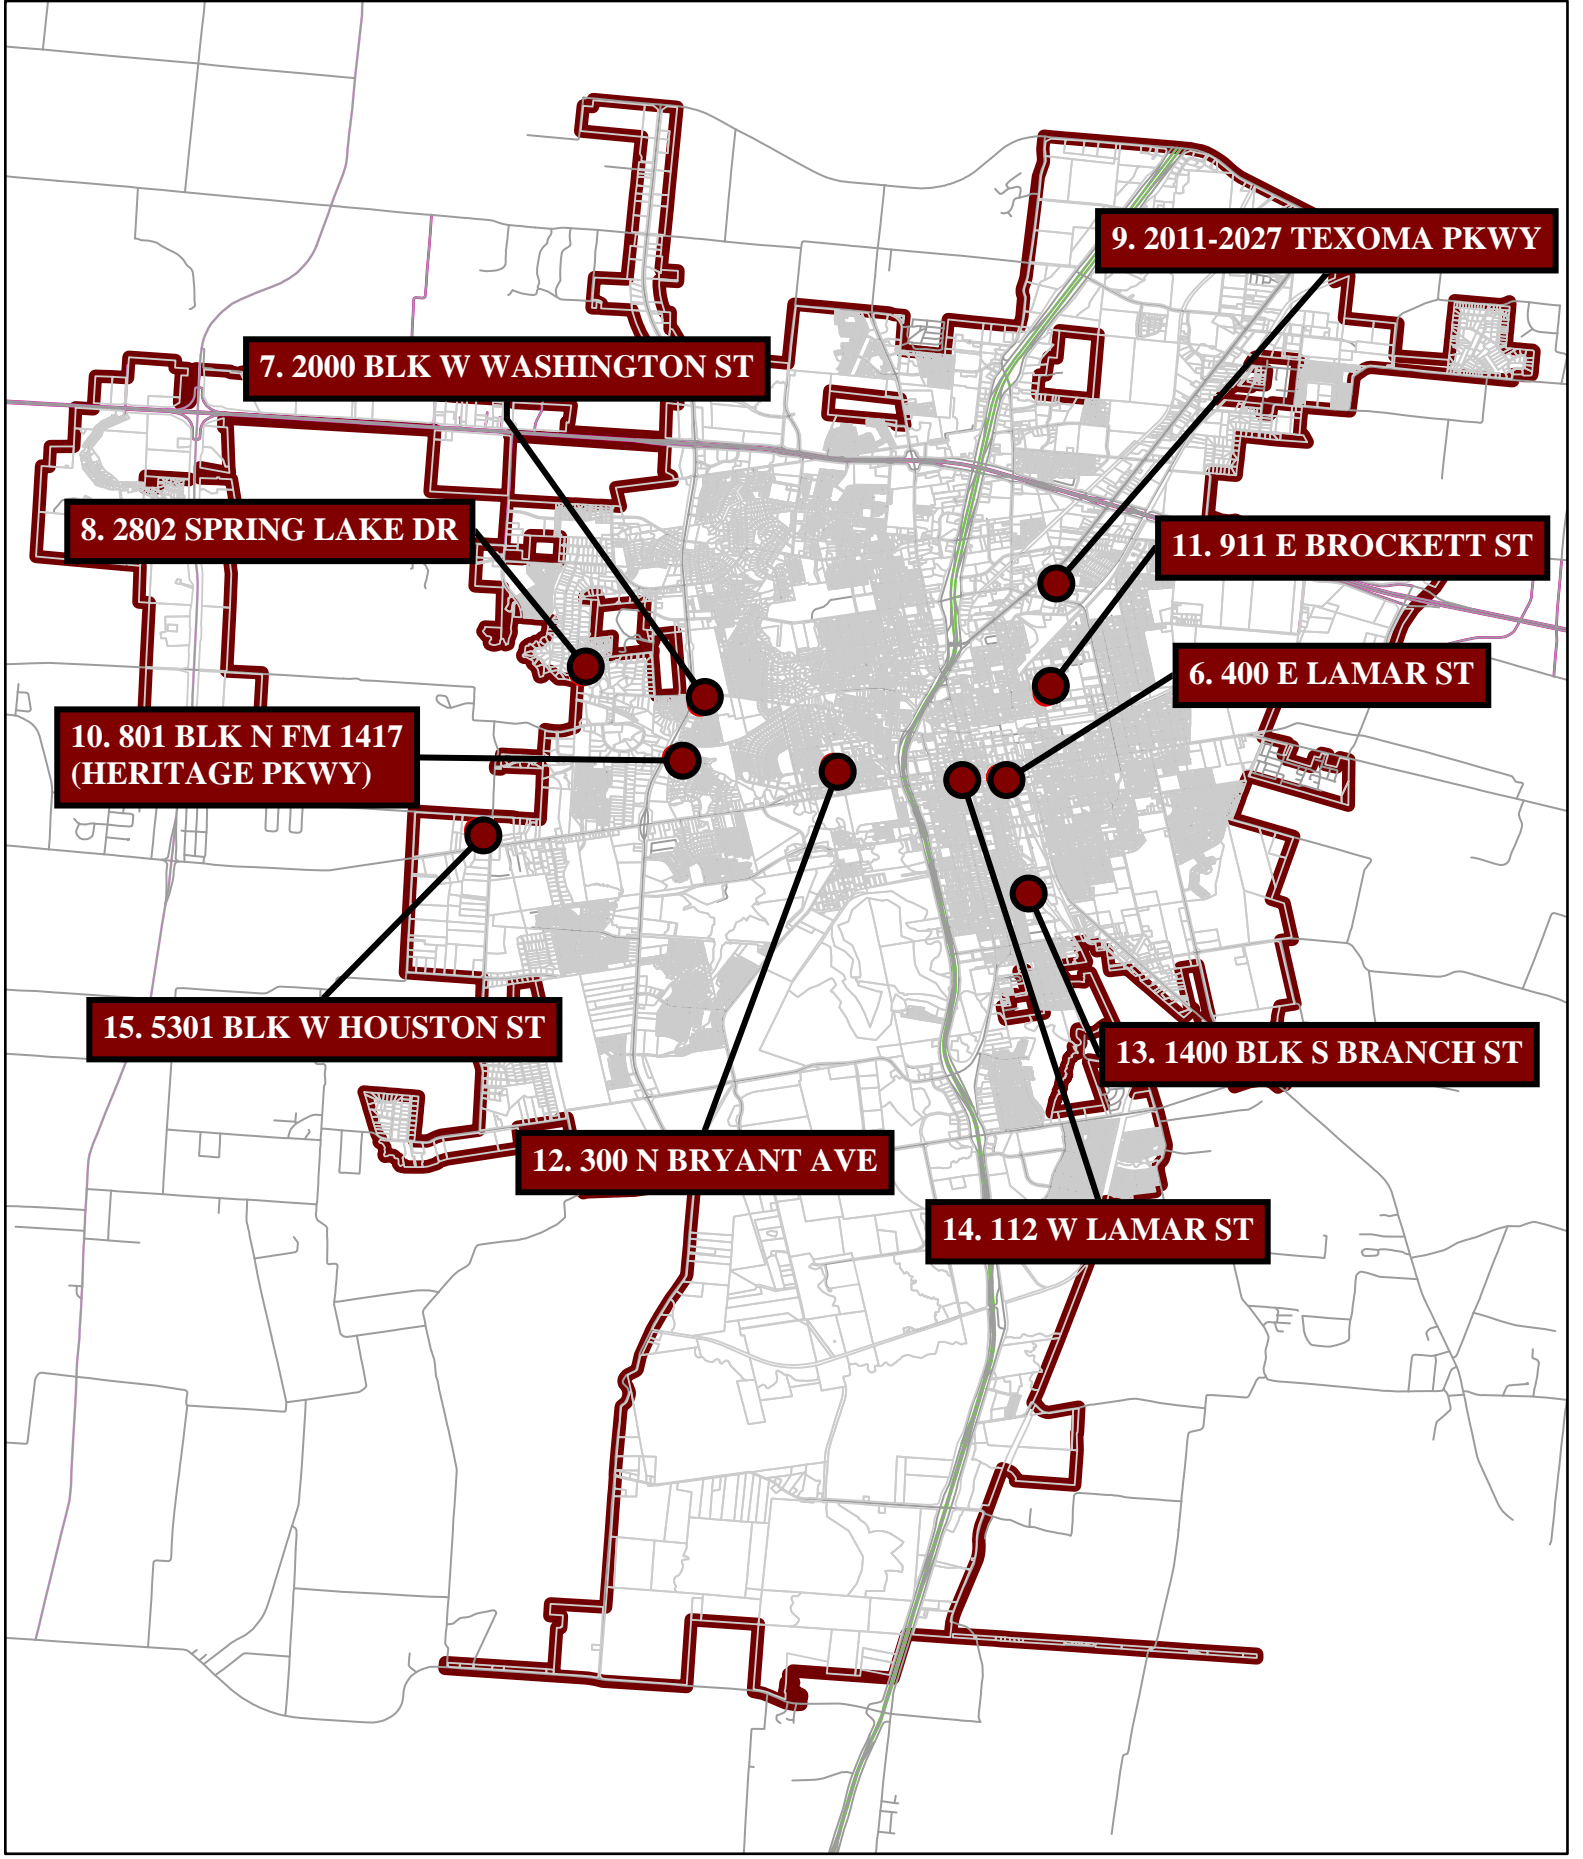 9. 2011-2027 TEXOMA PKWY
7. 2000 BLK W WASHINGTON ST
8. 2802 SPRING LAKE DR
11. 911 E BROCKETT ST
6. 400 E LAMAR ST
10. 801 BLK N FM 1417
(HERITAGE PKWY)
15. 5301 BLK W HOUSTON ST
13. 1400 BLK S BRANCH ST
12. 300 N BRYANT AVE
14. 112 W LAMAR ST